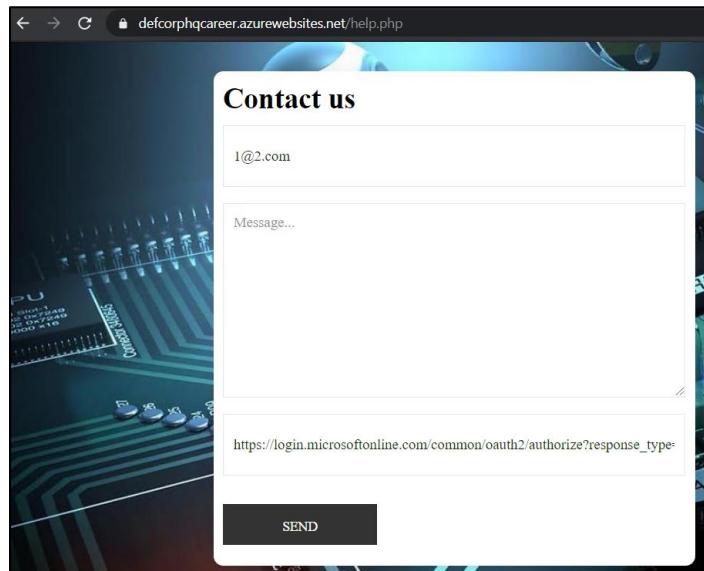 defcorphqcareer.azurewebsites.net/help.php
Contact us
1@2.com
Message...
https://login.microsoftonline.com/common/oauth2/authorize?response_type=
SEND
PU